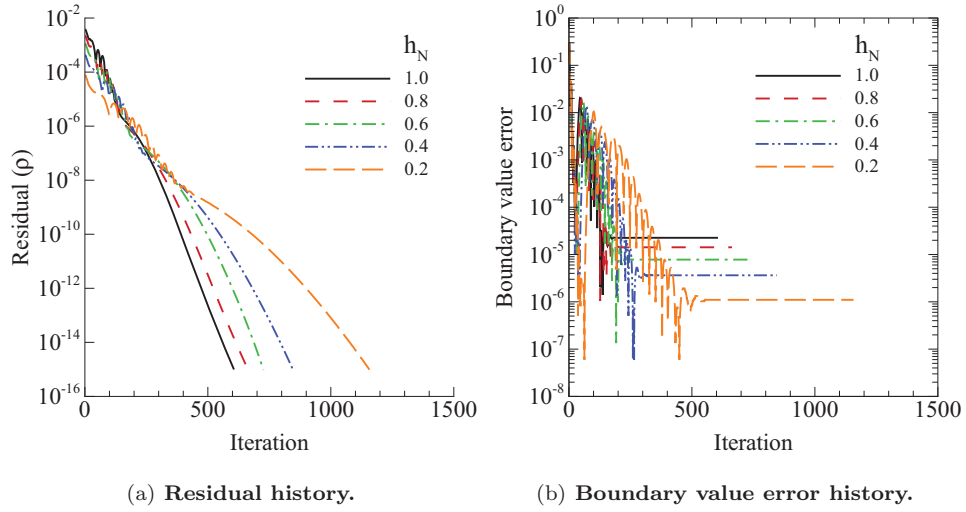 10⁻²
10⁻⁴
10⁻⁶
10⁻⁸
10⁻¹⁰
10⁻¹²
10⁻¹⁴
10⁻¹⁶
Residual (ρ)
0 500 1000 1500
Iteration
h_N
1.0
0.8
0.6
0.4
0.2
(a) Residual history.
10⁰
10⁻¹
10⁻²
10⁻³
10⁻⁴
10⁻⁵
10⁻⁶
10⁻⁷
10⁻⁸
Boundary value error
0 500 1000 1500
Iteration
h_N
1.0
0.8
0.6
0.4
0.2
(b) Boundary value error history.